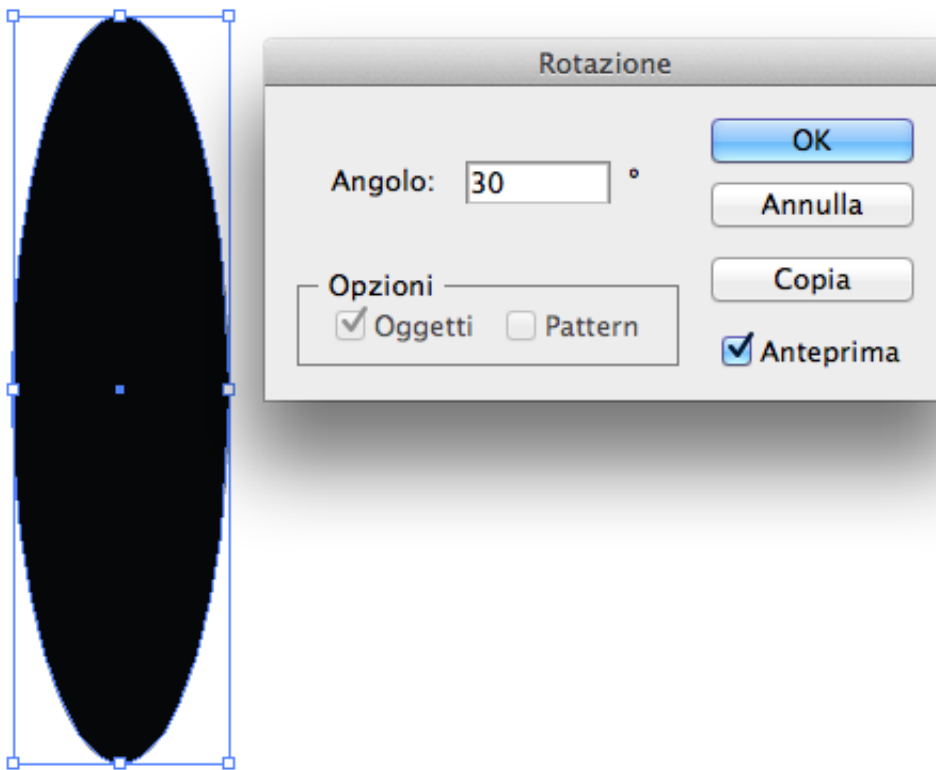 Rotazione
Angolo: 30 °
OK
Annulla
Copia
Opzioni
Oggetti Pattern
Anteprima